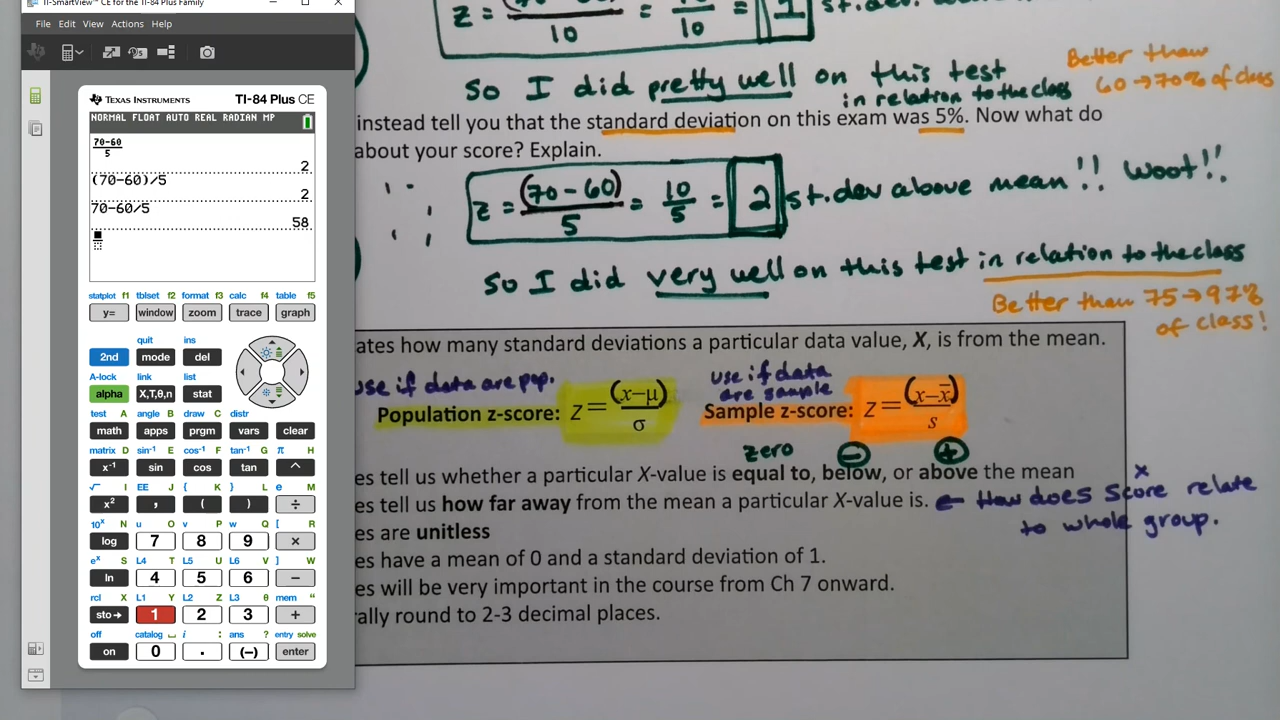 TI-SmartView™ CE for the TI-84 Plus Family
File Edit View Actions Help
TEXAS INSTRUMENTS TI-84 Plus CE
NORMAL FLOAT AUTO REAL RADIAN MP
70-60
5
2
(70-60)/5
2
70-60/5
58
statplot f1 tblset f2 format f3 calc f4 table f5
y= window zoom trace graph
quit ins
2nd mode del
A-lock link list
alpha X,T,θ,n stat
test A angle B draw C distr
math apps prgm vars clear
matrix D sin⁻¹ E cos⁻¹ F tan⁻¹ G π H
x⁻¹ sin cos tan ^
√ I EE J { K } L e M
x² , ( ) ÷
10ˣ N u O v P w Q [ R
log 7 8 9 ×
eˣ S L4 T L5 U L6 V ] W
ln 4 5 6 −
rcl X L1 Y L2 Z L3 θ mem "
sto→ 1 2 3 +
off catalog ⎵ i : ans ? entry solve
on 0 . (−) enter
z = 10 = 10/10 = 1 st. dev.
So I did pretty well on this test
in relation to the class
Better than
60→70% of class
instead tell you that the standard deviation on this exam was 5%. Now what do
about your score? Explain.
z = (70-60)/5 = 10/5 = 2 st.dev above mean!! Woot!!
So I did very well on this test in relation to the class
Better than 75→97%
of class!
ates how many standard deviations a particular data value, X, is from the mean.
use if data are pop.
use if data
are sample
Population z-score: z=(x-μ)/σ Sample z-score: z=(x-x̄)/s
zero − +
es tell us whether a particular X-value is equal to, below, or above the mean
es tell us how far away from the mean a particular X-value is. ← How does score relate
x
to whole group.
es are unitless
es have a mean of 0 and a standard deviation of 1.
es will be very important in the course from Ch 7 onward.
ally round to 2-3 decimal places.